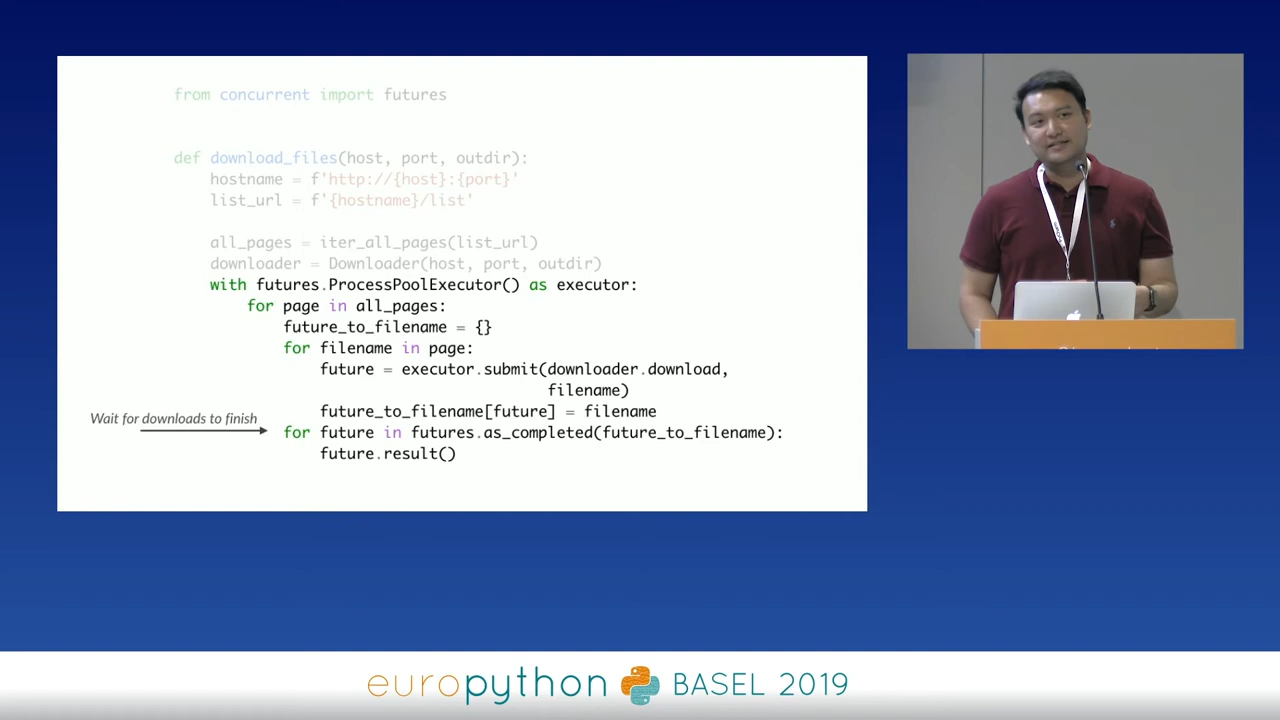 from concurrent import futures
def download_files(host, port, outdir):
hostname = f'http://{host}:{port}'
list_url = f'{hostname}/list'
all_pages = iter_all_pages(list_url)
downloader = Downloader(host, port, outdir)
with futures.ProcessPoolExecutor() as executor:
for page in all_pages:
future_to_filename = {}
for filename in page:
future = executor.submit(downloader.download,
filename)
future_to_filename[future] = filename
Wait for downloads to finish
for future in futures.as_completed(future_to_filename):
future.result()
europython BASEL 2019